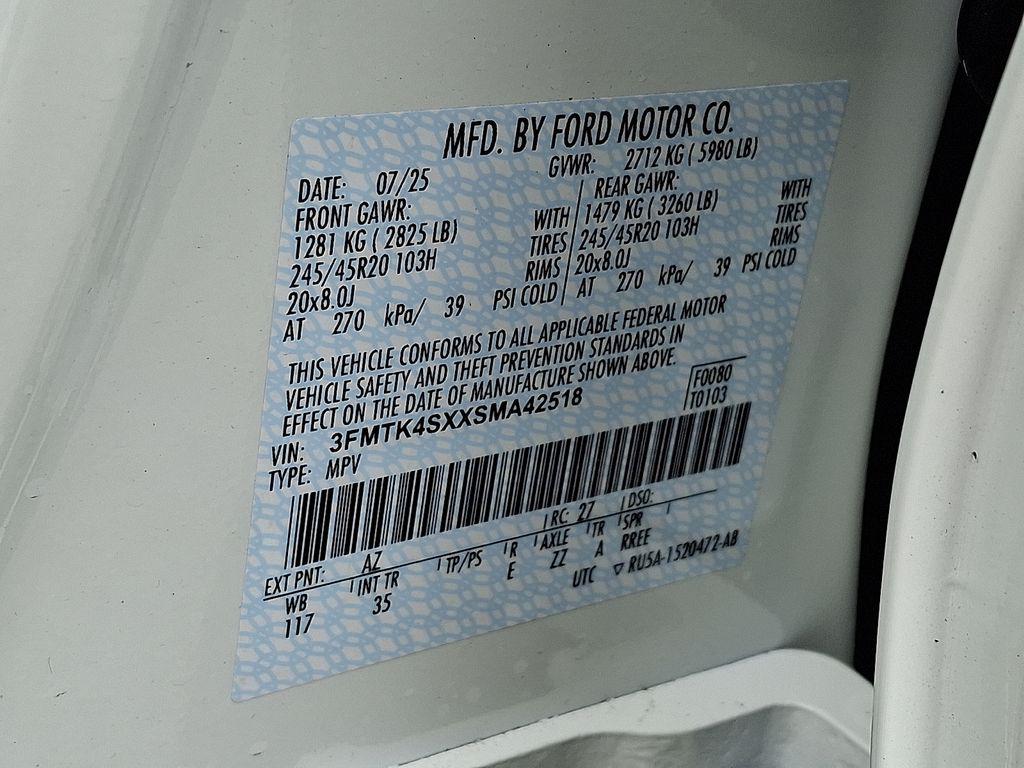 MFD. BY FORD MOTOR CO.
DATE: 07/25 GVWR: 2712 KG ( 5980 LB)
FRONT GAWR: REAR GAWR:
1281 KG ( 2825 LB) WITH 1479 KG ( 3260 LB) WITH
245/45R20 103H TIRES 245/45R20 103H TIRES
20x8.0J RIMS 20x8.0J RIMS
AT 270 kPa/ 39 PSI COLD AT 270 kPa/ 39 PSI COLD
THIS VEHICLE CONFORMS TO ALL APPLICABLE FEDERAL MOTOR
VEHICLE SAFETY AND THEFT PREVENTION STANDARDS IN
EFFECT ON THE DATE OF MANUFACTURE SHOWN ABOVE.
VIN: 3FMTK4SXXSMA42518 F0080
TYPE: MPV T0103
EXT PNT: AZ RC: 27 DSO:
WB INT TR TP/PS R AXLE TR SPR
117 35 E ZZ A RREE
UTC ▽ RU5A-1520472-AB